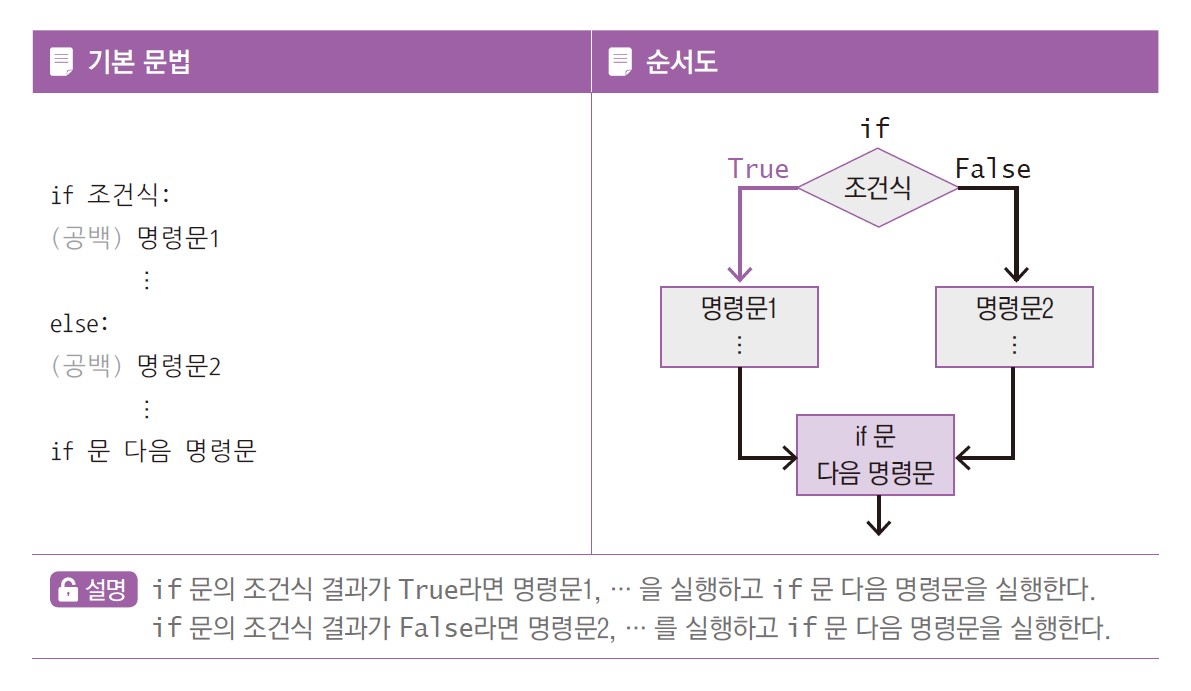 기본 문법
순서도
if 조건식:
(공백) 명령문1
⋮
else:
(공백) 명령문2
⋮
if 문 다음 명령문
if
True
False
조건식
명령문1
⋮
명령문2
⋮
if 문
다음 명령문
설명 if 문의 조건식 결과가 True라면 명령문1, … 을 실행하고 if 문 다음 명령문을 실행한다.
if 문의 조건식 결과가 False라면 명령문2, … 를 실행하고 if 문 다음 명령문을 실행한다.